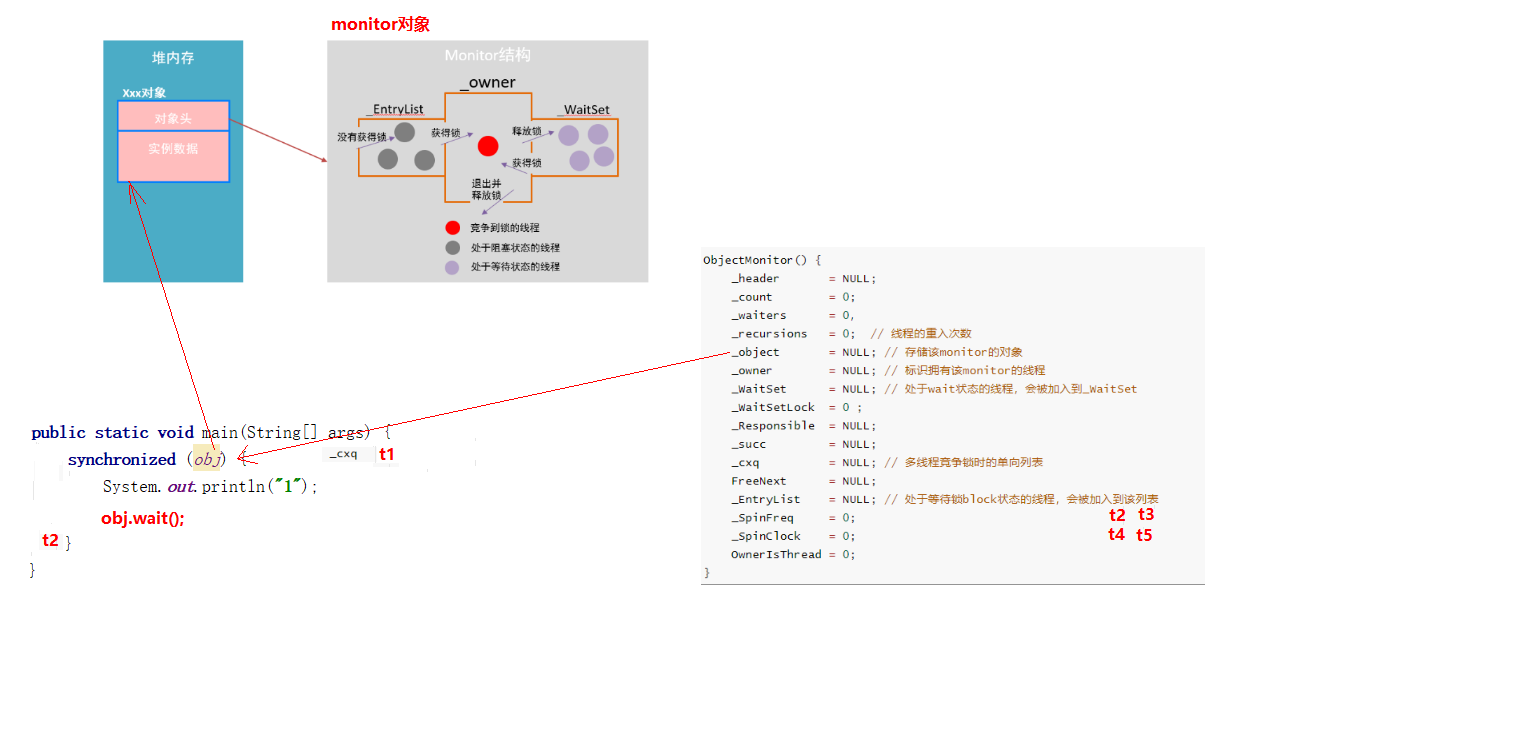 monitor对象
堆内存
Xxx对象
对象头
实例数据
Monitor结构
_owner
_EntryList
_WaitSet
没有获得锁
获得锁
释放锁
获得锁
退出并
释放锁
竞争到锁的线程
处于阻塞状态的线程
处于等待状态的线程
public static void main(String[] args) {
synchronized (obj) {
_cxq t1
System.out.println("1");
obj.wait();
t2 }
}
ObjectMonitor() {
_header = NULL;
_count = 0;
_waiters = 0,
_recursions = 0; // 线程的重入次数
_object = NULL; // 存储该monitor的对象
_owner = NULL; // 标识拥有该monitor的线程
_WaitSet = NULL; // 处于wait状态的线程，会被加入到_WaitSet
_WaitSetLock = 0 ;
_Responsible = NULL;
_succ = NULL;
_cxq = NULL; // 多线程竞争锁时的单向列表
FreeNext = NULL;
_EntryList = NULL; // 处于等待锁block状态的线程，会被加入到该列表
_SpinFreq = 0;
t2 t3
_SpinClock = 0;
t4 t5
OwnerIsThread = 0;
}